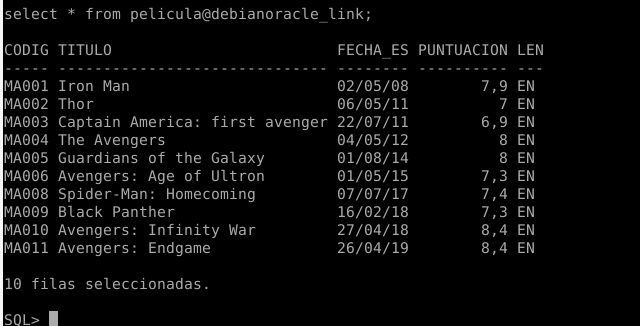 select * from pelicula@debianoracle_link;
CODIG TITULO                         FECHA_ES PUNTUACION LEN
----- ------------------------------ -------- ---------- ---
MA001 Iron Man                       02/05/08        7,9 EN
MA002 Thor                           06/05/11          7 EN
MA003 Captain America: first avenger 22/07/11        6,9 EN
MA004 The Avengers                   04/05/12          8 EN
MA005 Guardians of the Galaxy        01/08/14          8 EN
MA006 Avengers: Age of Ultron        01/05/15        7,3 EN
MA008 Spider-Man: Homecoming         07/07/17        7,4 EN
MA009 Black Panther                  16/02/18        7,3 EN
MA010 Avengers: Infinity War         27/04/18        8,4 EN
MA011 Avengers: Endgame              26/04/19        8,4 EN
10 filas seleccionadas.
SQL>